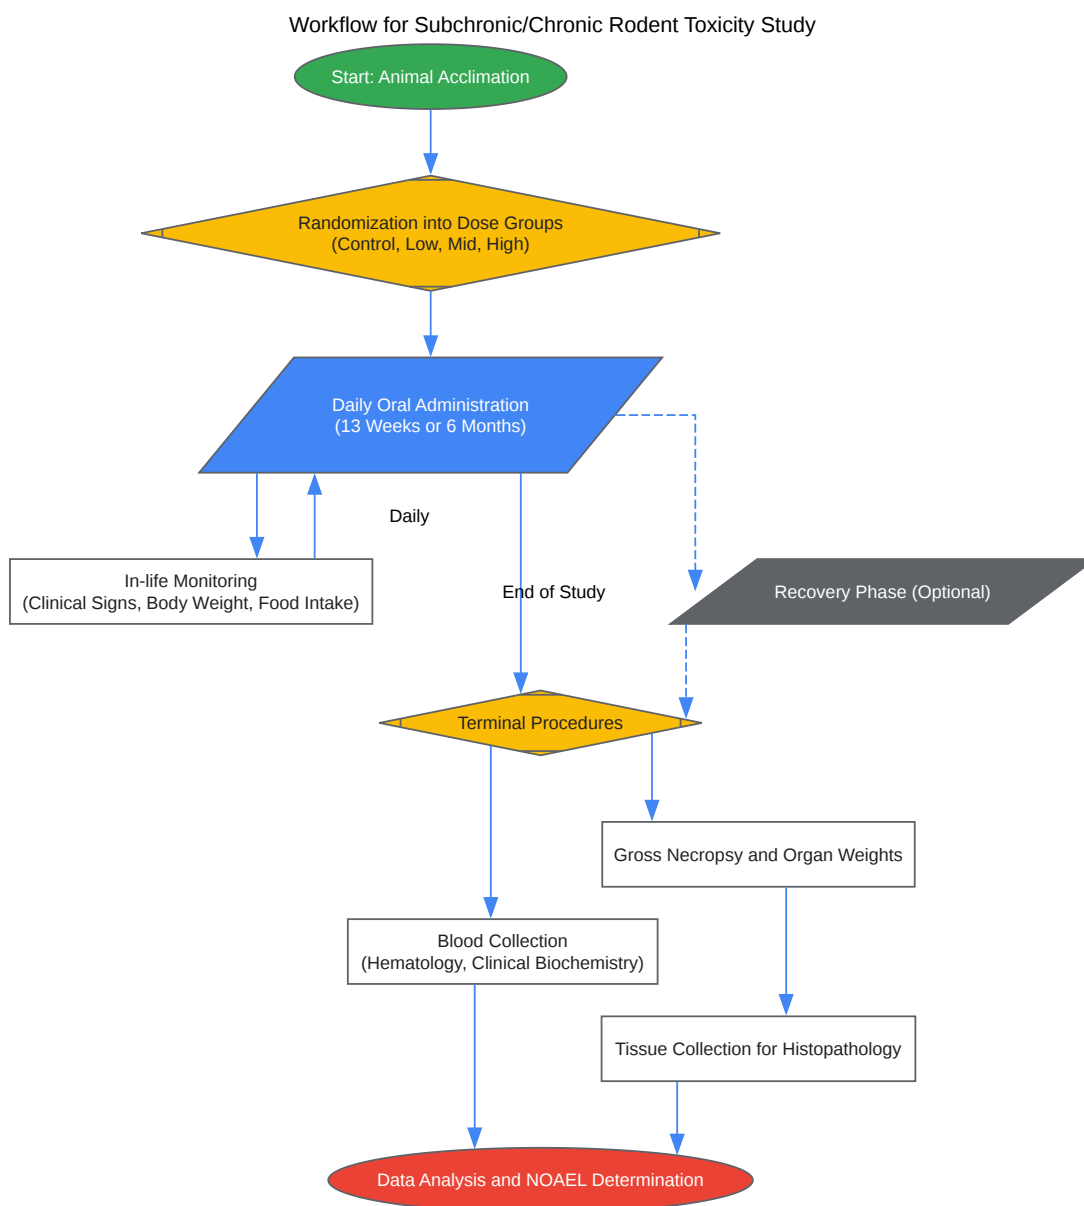 Workflow for Subchronic/Chronic Rodent Toxicity Study
Start: Animal Acclimation
Randomization into Dose Groups
(Control, Low, Mid, High)
Daily Oral Administration
(13 Weeks or 6 Months)
Daily
In-life Monitoring
(Clinical Signs, Body Weight, Food Intake)
End of Study
Recovery Phase (Optional)
Terminal Procedures
Gross Necropsy and Organ Weights
Blood Collection
(Hematology, Clinical Biochemistry)
Tissue Collection for Histopathology
Data Analysis and NOAEL Determination